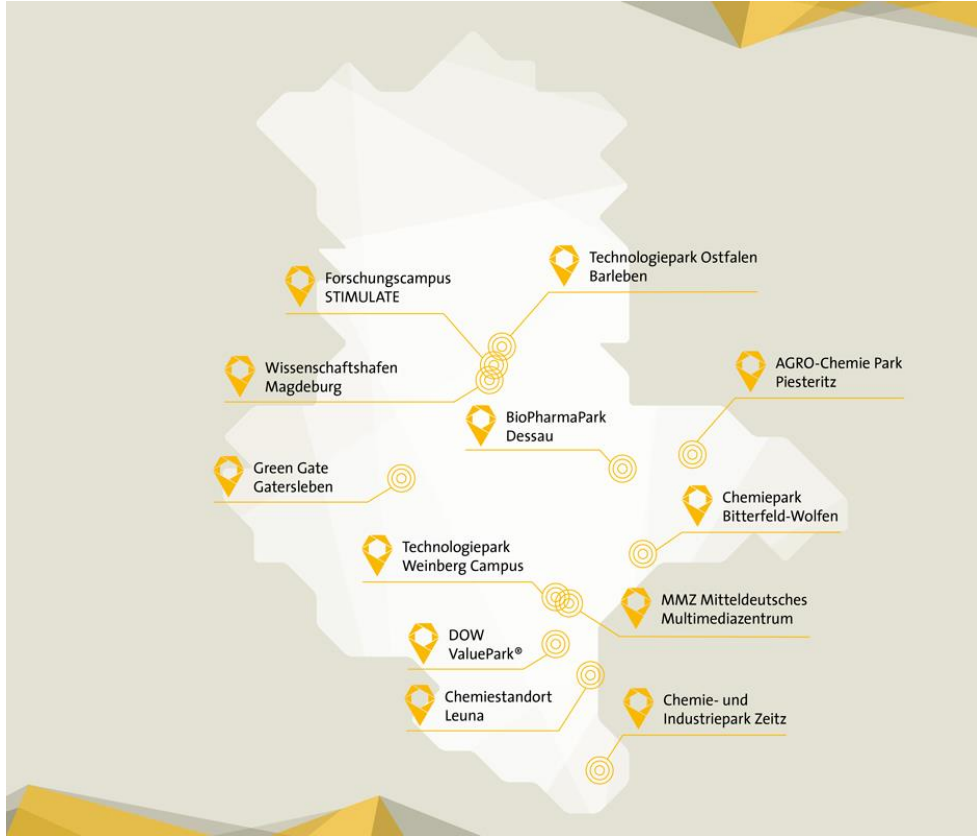 Technologiepark Ostfalen
Barleben
Forschungscampus
STIMULATE
Wissenschaftshafen
Magdeburg
AGRO-Chemie Park
Piesteritz
BioPharmaPark
Dessau
Green Gate
Gatersleben
Chemiepark
Bitterfeld-Wolfen
Technologiepark
Weinberg Campus
MMZ Mitteldeutsches
Multimediazentrum
DOW
ValuePark®
Chemiestandort
Leuna
Chemie- und
Industriepark Zeitz